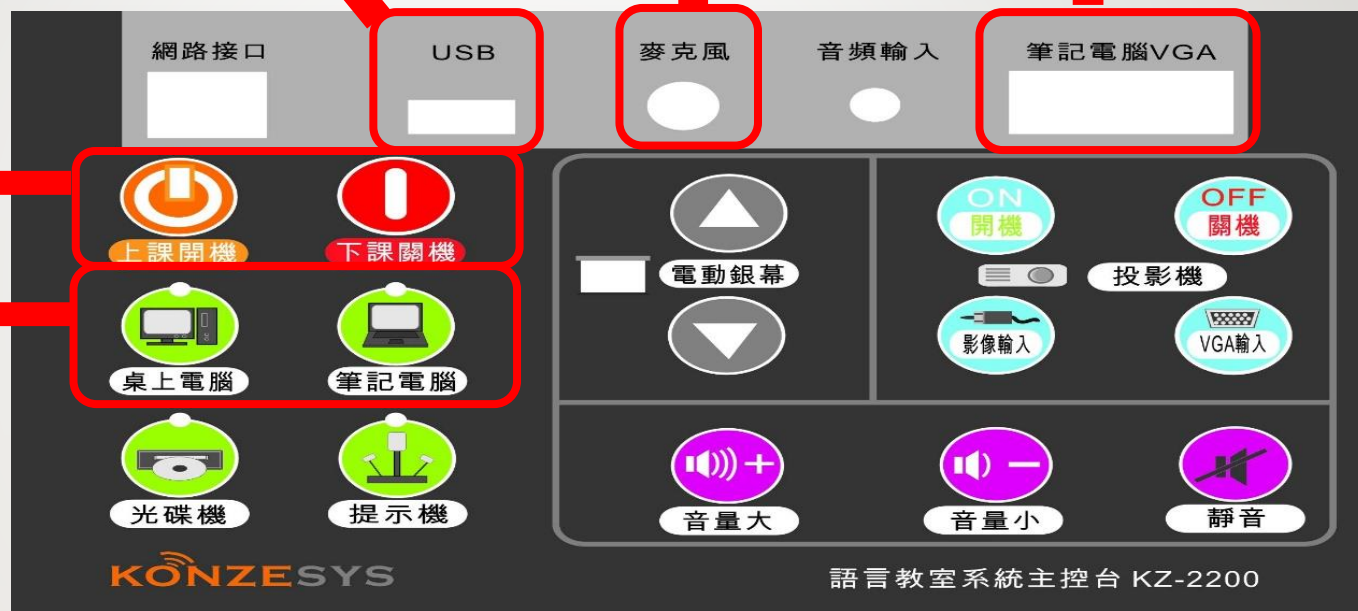 網路接口 USB 麥克風 音頻輸入 筆記電腦VGA
上課開機 下課關機
電動銀幕
ON
開機
OFF
關機
投影機
影像輸入 VGA輸入
桌上電腦 筆記電腦
光碟機 提示機
音量大 音量小 靜音
KONZESYS
語言教室系統主控台 KZ-2200